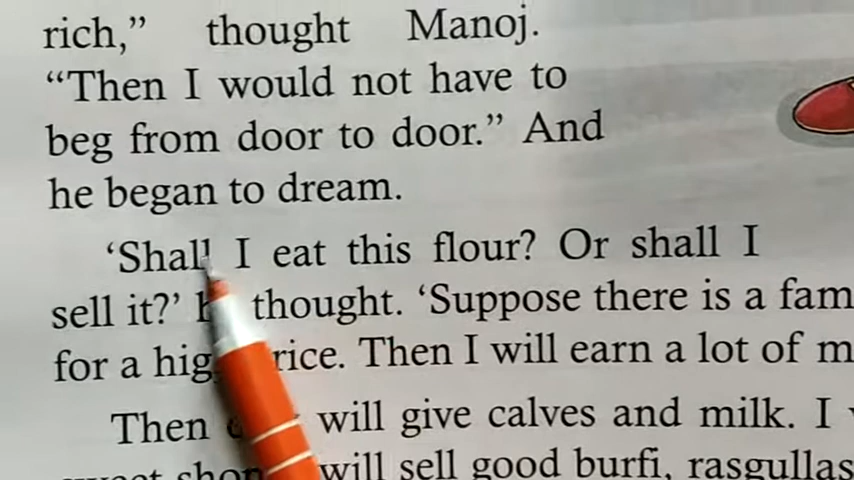 rich,” thought Manoj.
“Then I would not have to
beg from door to door.” And
he began to dream.
‘Shall I eat this flour? Or shall I
sell it?’ thought. ‘Suppose there is a fam
for a hig rice. Then I will earn a lot of m
Then will give calves and milk. I
sweet shop will sell good burfi, rasgullas